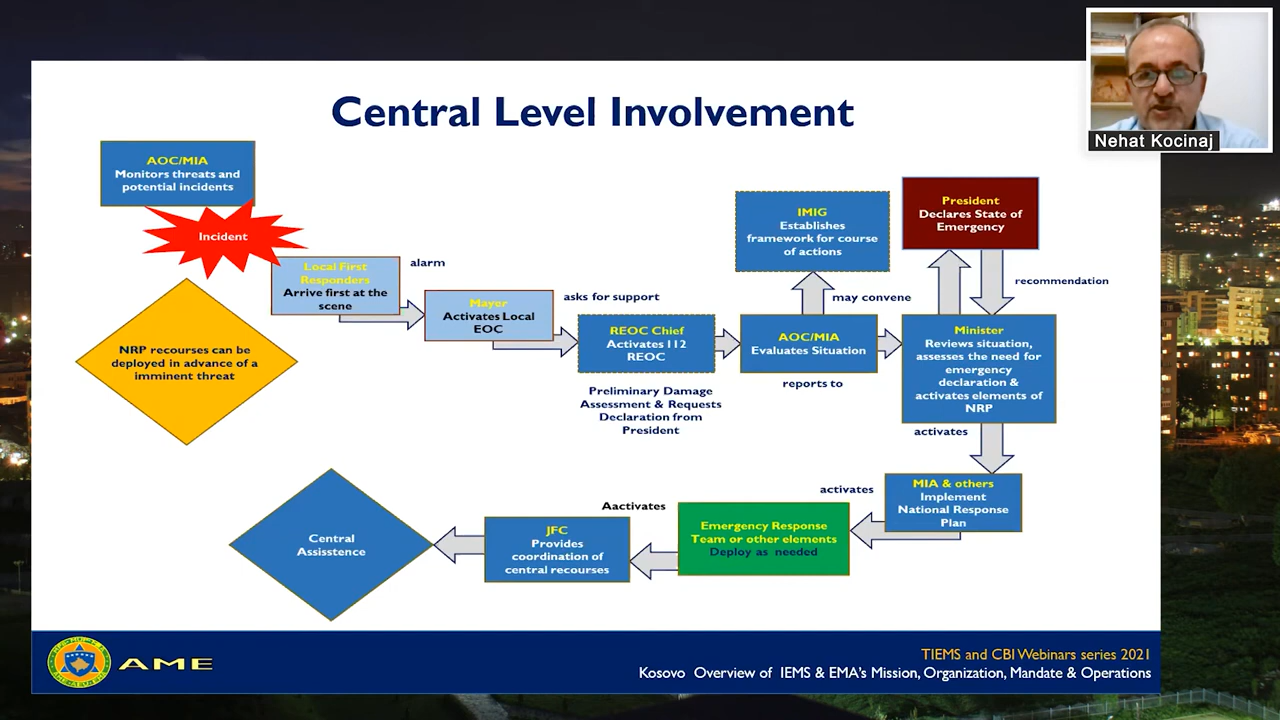 Central Level Involvement
Nehat Kocinaj
AOC/MIA
Monitors threats and
potential incidents
Incident
Local First
Responders
Arrive first at the
scene
alarm
Mayer
Activates Local
EOC
asks for support
REOC Chief
Activates 112
REOC
Preliminary Damage
Assessment & Requests
Declaration from
President
AOC/MIA
Evaluates Situation
reports to
may convene
IMIG
Establishes
framework for course
of actions
President
Declares State of
Emergency
recommendation
Minister
Reviews situation,
assesses the need for
emergency
declaration &
activates elements of
NRP
activates
MIA & others
Implement
National Response
Plan
activates
Emergency Response
Team or other elements
Deploy as needed
Aactivates
JFC
Provides
coordination of
central recourses
Central
Assisstence
NRP recourses can be
deployed in advance of a
imminent threat
AME
TIEMS and CBI Webinars series 2021
Kosovo Overview of IEMS & EMA's Mission, Organization, Mandate & Operations